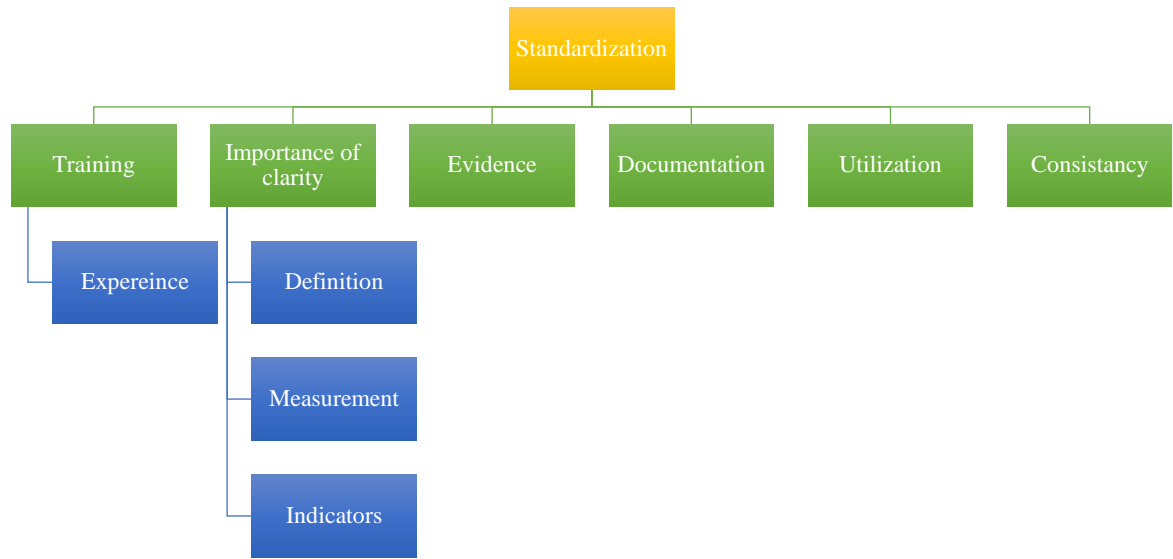 Standardization
Training
Importance of
clarity
Evidence
Documentation
Utilization
Consistancy
Expereince
Definition
Measurement
Indicators